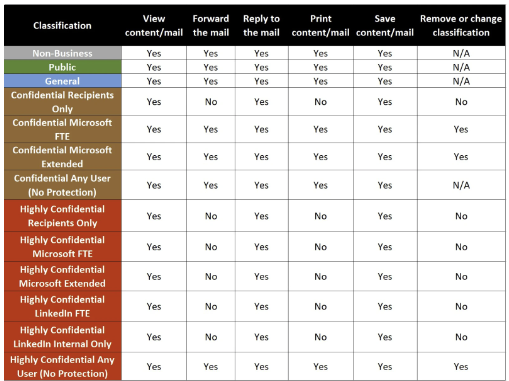 Classification View content/mail Forward the mail Reply to the mail Print content/mail Save content/mail Remove or change classification
Non-Business Yes Yes Yes Yes Yes N/A
Public Yes Yes Yes Yes Yes N/A
General Yes Yes Yes Yes Yes N/A
Confidential Recipients Only Yes No Yes No Yes No
Confidential Microsoft FTE Yes Yes Yes Yes Yes Yes
Confidential Microsoft Extended Yes Yes Yes Yes Yes Yes
Confidential Any User (No Protection) Yes Yes Yes Yes Yes N/A
Highly Confidential Recipients Only Yes No Yes No Yes No
Highly Confidential Microsoft FTE Yes No Yes No Yes No
Highly Confidential Microsoft Extended Yes No Yes No Yes No
Highly Confidential LinkedIn FTE Yes No Yes No Yes No
Highly Confidential LinkedIn Internal Only Yes No Yes No Yes No
Highly Confidential Any User (No Protection) Yes Yes Yes Yes Yes Yes